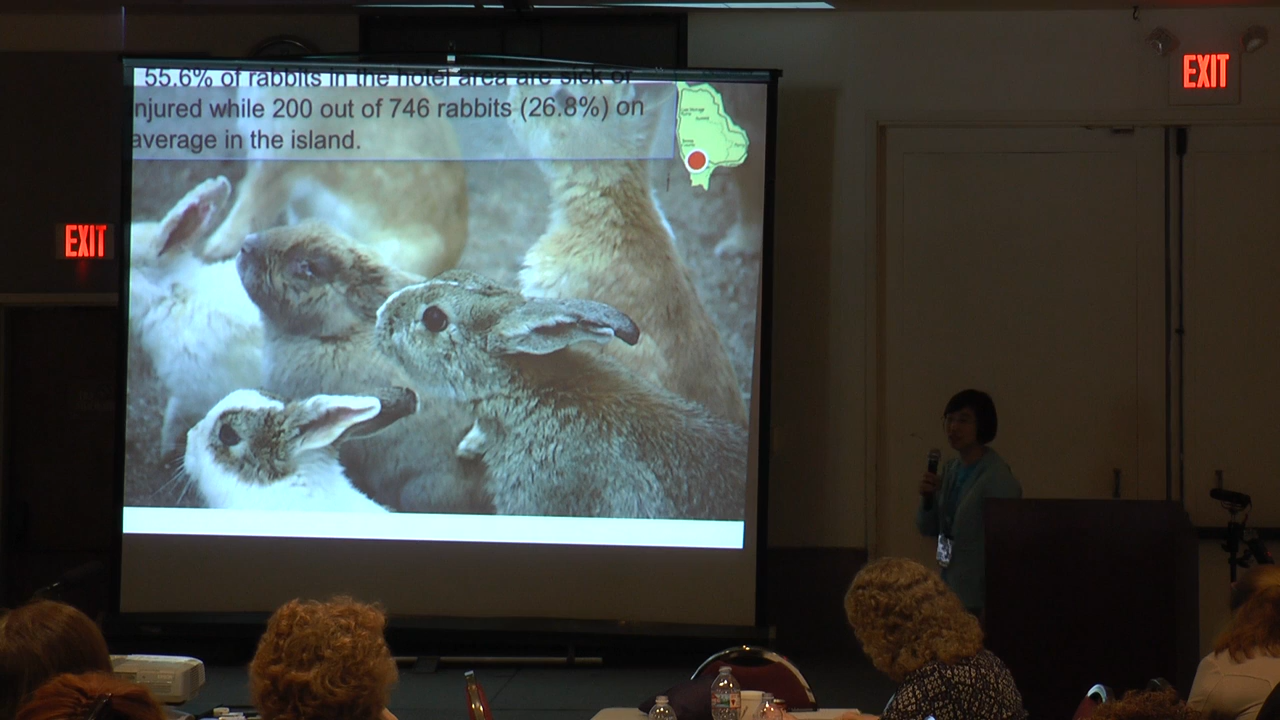 55.6% of rabbits in the hotel area are sick or
njured while 200 out of 746 rabbits (26.8%) on
average in the island.
EXIT
EXIT